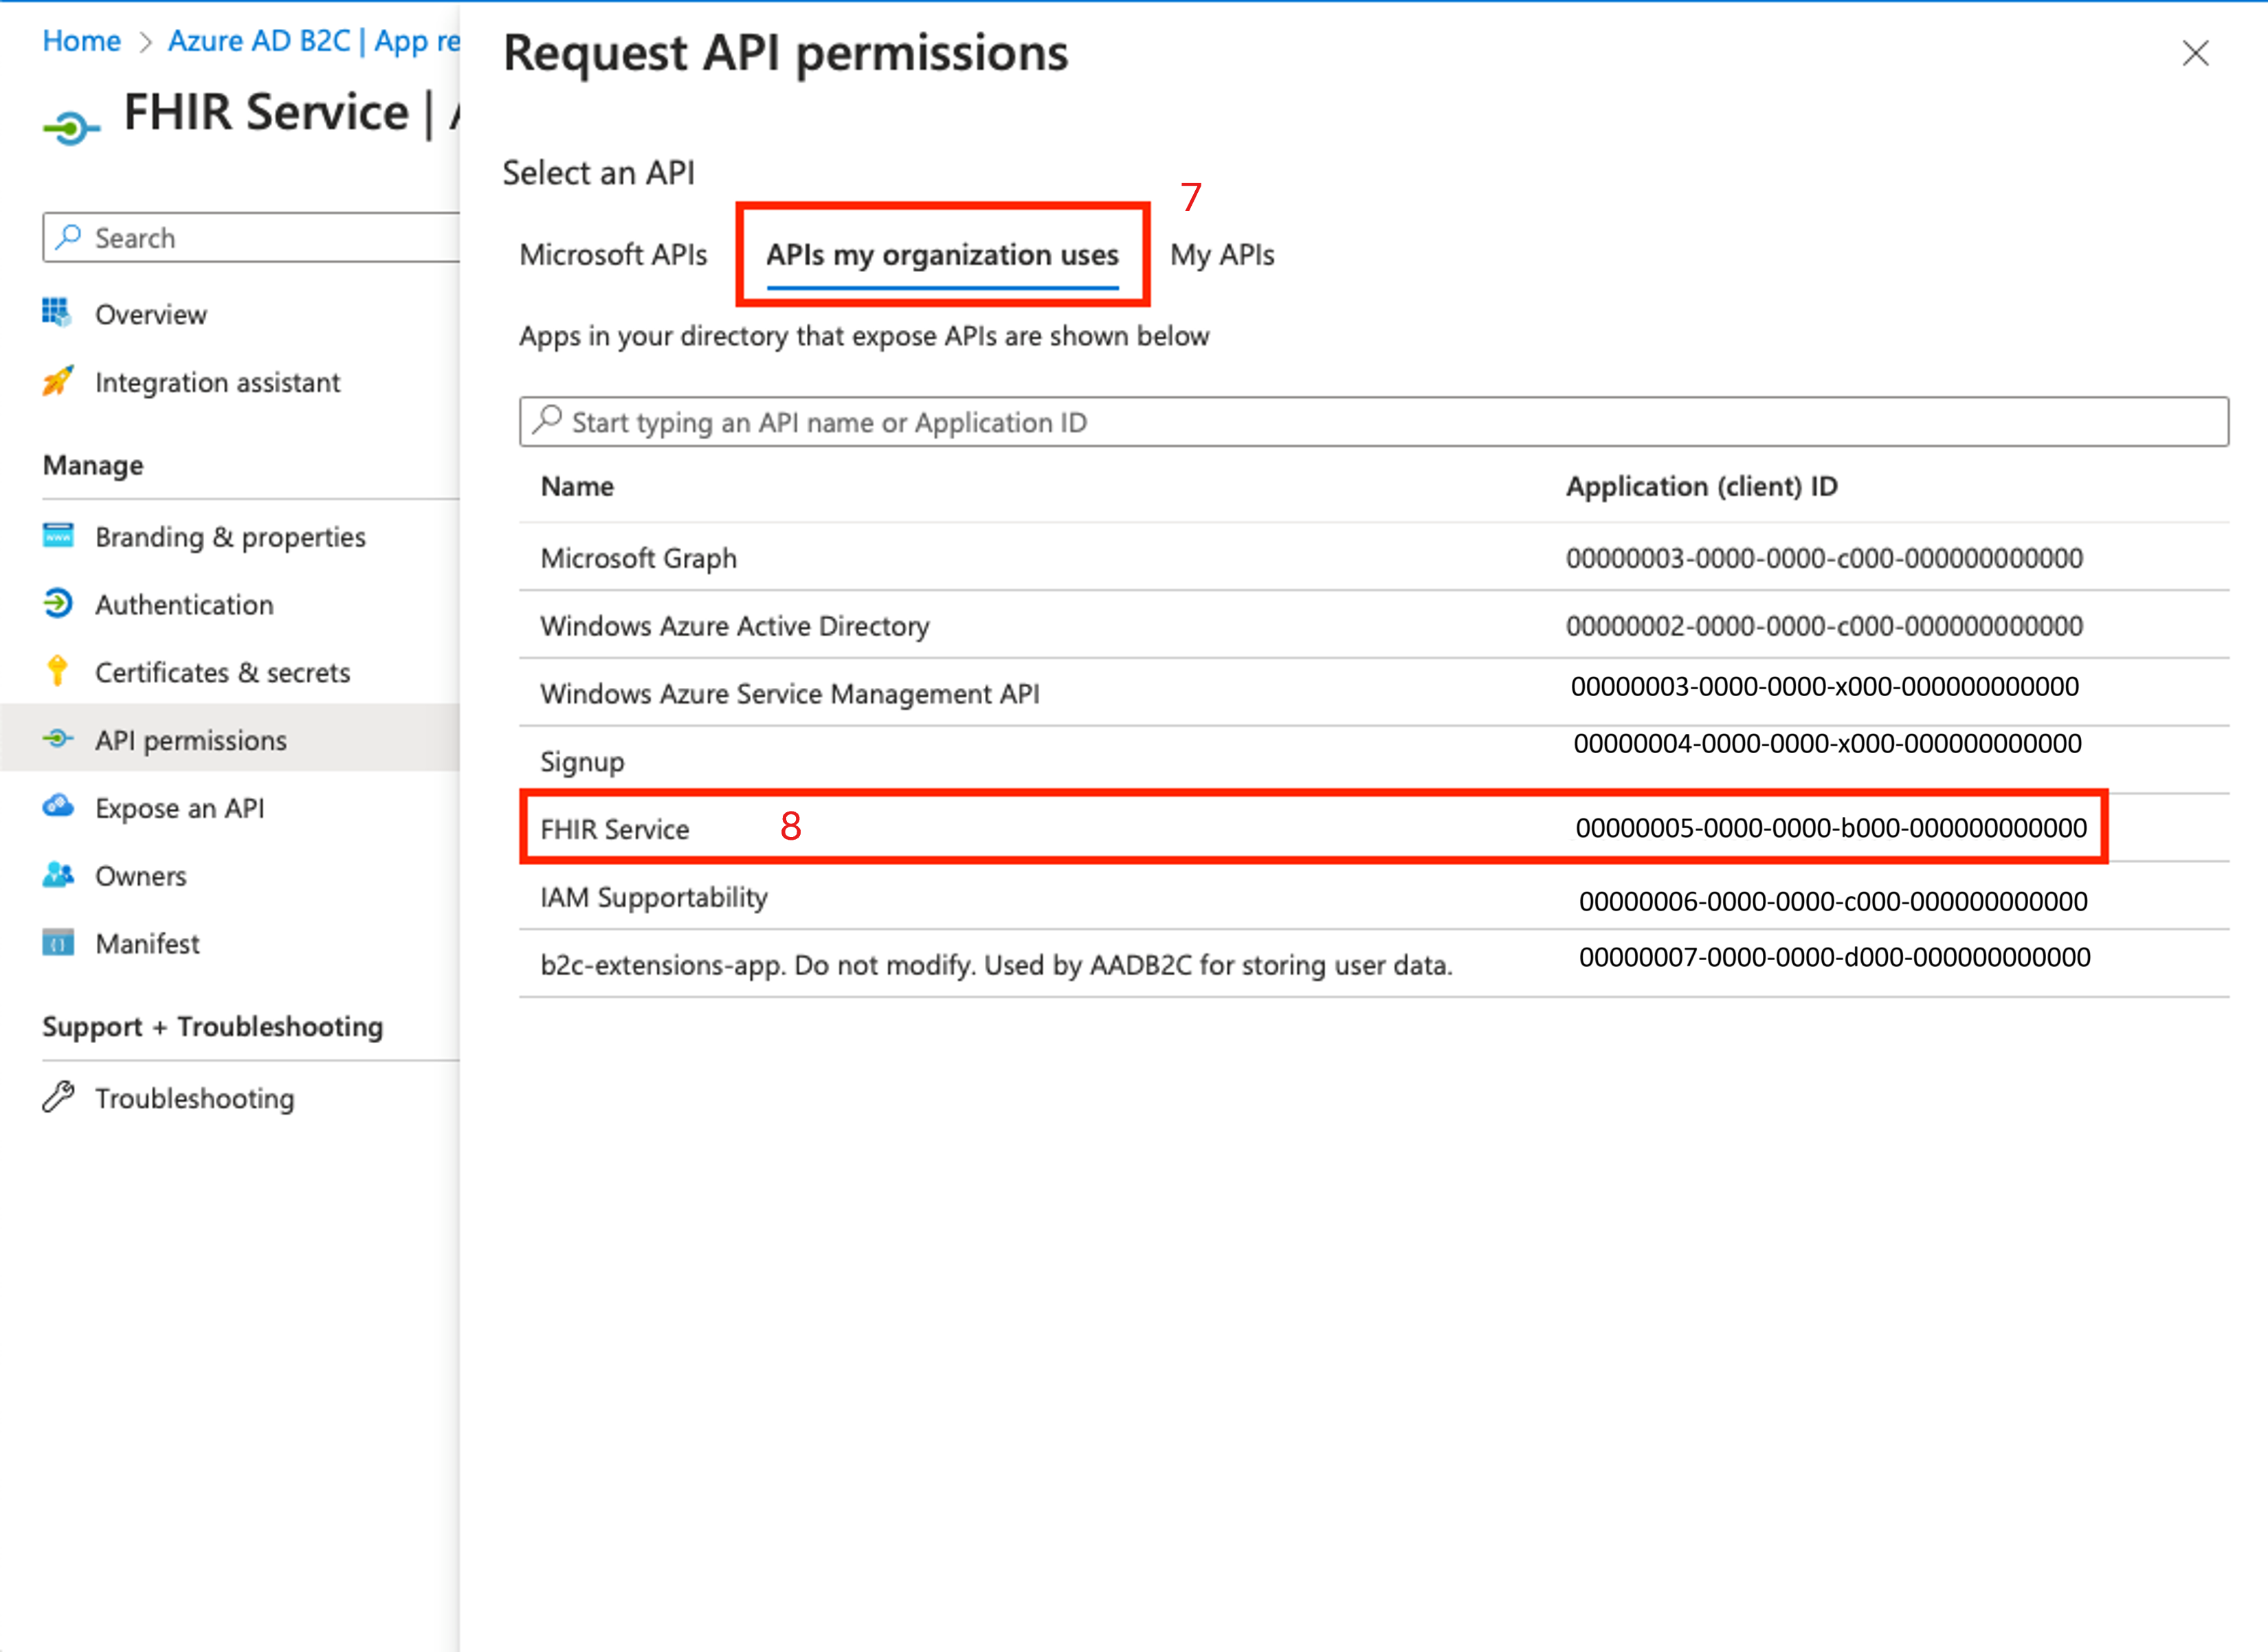 Home > Azure AD B2C | App re
FHIR Service |
Search
Overview
Integration assistant
Manage
Branding & properties
Authentication
Certificates & secrets
API permissions
Expose an API
Owners
Manifest
Support + Troubleshooting
Troubleshooting
Request API permissions
Select an API
7
Microsoft APIs APIs my organization uses My APIs
Apps in your directory that expose APIs are shown below
Start typing an API name or Application ID
Name Application (client) ID
Microsoft Graph 00000003-0000-0000-c000-000000000000
Windows Azure Active Directory 00000002-0000-0000-c000-000000000000
Windows Azure Service Management API 00000003-0000-0000-x000-000000000000
Signup 00000004-0000-0000-x000-000000000000
FHIR Service 8 00000005-0000-0000-b000-000000000000
IAM Supportability 00000006-0000-0000-c000-000000000000
b2c-extensions-app. Do not modify. Used by AADB2C for storing user data. 00000007-0000-0000-d000-000000000000